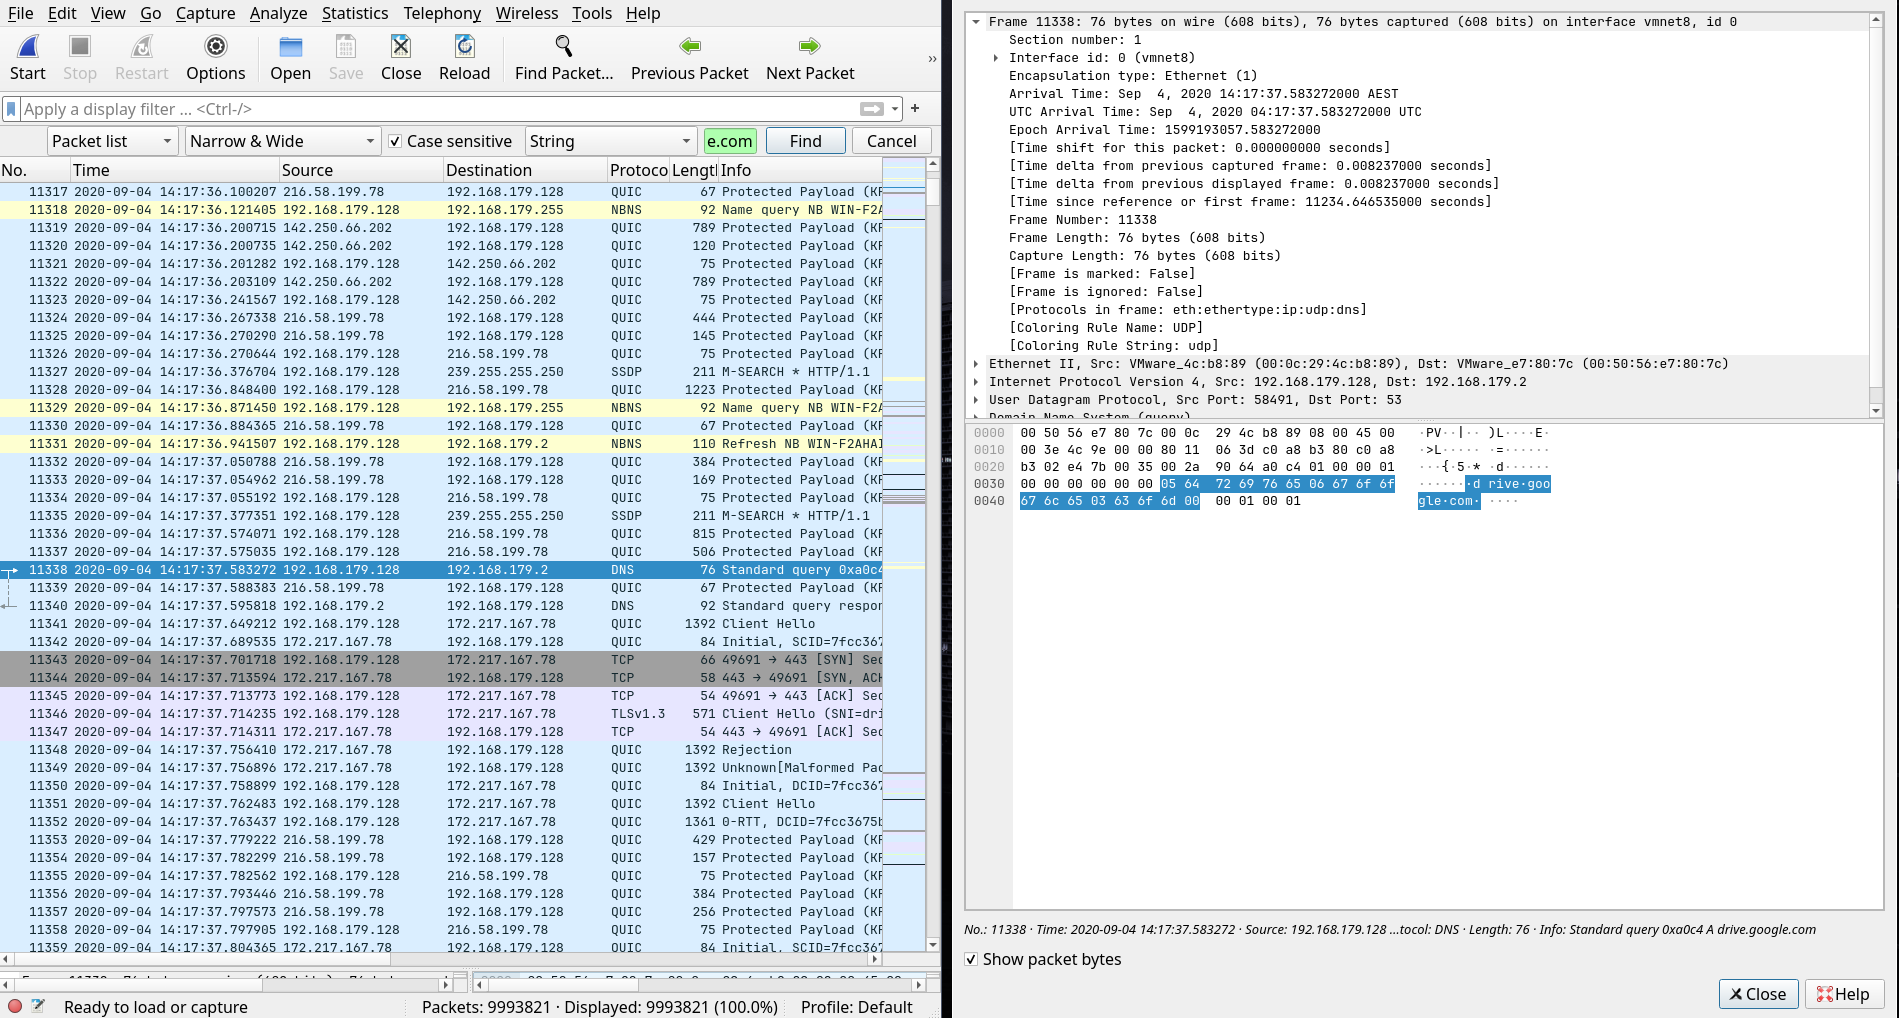 File Edit View Go Capture Analyze Statistics Telephony Wireless Tools Help
Start Stop Restart Options Open Save Close Reload Find Packet... Previous Packet Next Packet »
Apply a display filter ... <Ctrl-/> +
Packet list Narrow & Wide Case sensitive String e.com Find Cancel
No. Time Source Destination Protoco Lengtl Info
11317 2020-09-04 14:17:36.100207 216.58.199.78 192.168.179.128 QUIC 67 Protected Payload (KF
11318 2020-09-04 14:17:36.121405 192.168.179.128 192.168.179.255 NBNS 92 Name query NB WIN-F2A
11319 2020-09-04 14:17:36.200715 142.250.66.202 192.168.179.128 QUIC 789 Protected Payload (KF
11320 2020-09-04 14:17:36.200735 142.250.66.202 192.168.179.128 QUIC 120 Protected Payload (KF
11321 2020-09-04 14:17:36.201282 192.168.179.128 142.250.66.202 QUIC 75 Protected Payload (KF
11322 2020-09-04 14:17:36.203109 142.250.66.202 192.168.179.128 QUIC 789 Protected Payload (KF
11323 2020-09-04 14:17:36.241567 192.168.179.128 142.250.66.202 QUIC 75 Protected Payload (KF
11324 2020-09-04 14:17:36.267338 216.58.199.78 192.168.179.128 QUIC 444 Protected Payload (KF
11325 2020-09-04 14:17:36.270290 216.58.199.78 192.168.179.128 QUIC 145 Protected Payload (KF
11326 2020-09-04 14:17:36.270644 192.168.179.128 216.58.199.78 QUIC 75 Protected Payload (KF
11327 2020-09-04 14:17:36.376704 192.168.179.128 239.255.255.250 SSDP 211 M-SEARCH * HTTP/1.1
11328 2020-09-04 14:17:36.848400 192.168.179.128 216.58.199.78 QUIC 1223 Protected Payload (KF
11329 2020-09-04 14:17:36.871450 192.168.179.128 192.168.179.255 NBNS 92 Name query NB WIN-F2A
11330 2020-09-04 14:17:36.884365 216.58.199.78 192.168.179.128 QUIC 67 Protected Payload (KF
11331 2020-09-04 14:17:36.941507 192.168.179.128 192.168.179.2 NBNS 110 Refresh NB WIN-F2AHAI
11332 2020-09-04 14:17:37.050788 216.58.199.78 192.168.179.128 QUIC 384 Protected Payload (KF
11333 2020-09-04 14:17:37.054962 216.58.199.78 192.168.179.128 QUIC 169 Protected Payload (KF
11334 2020-09-04 14:17:37.055192 192.168.179.128 216.58.199.78 QUIC 75 Protected Payload (KF
11335 2020-09-04 14:17:37.377351 192.168.179.128 239.255.255.250 SSDP 211 M-SEARCH * HTTP/1.1
11336 2020-09-04 14:17:37.574071 192.168.179.128 216.58.199.78 QUIC 815 Protected Payload (KF
11337 2020-09-04 14:17:37.575035 192.168.179.128 216.58.199.78 QUIC 506 Protected Payload (KF
11338 2020-09-04 14:17:37.583272 192.168.179.128 192.168.179.2 DNS 76 Standard query 0xa0c4
11339 2020-09-04 14:17:37.588383 216.58.199.78 192.168.179.128 QUIC 67 Protected Payload (KF
11340 2020-09-04 14:17:37.595818 192.168.179.2 192.168.179.128 DNS 92 Standard query respor
11341 2020-09-04 14:17:37.649212 192.168.179.128 172.217.167.78 QUIC 1392 Client Hello
11342 2020-09-04 14:17:37.689535 172.217.167.78 192.168.179.128 QUIC 84 Initial, SCID=7fcc367
11343 2020-09-04 14:17:37.701718 192.168.179.128 172.217.167.78 TCP 66 49691 → 443 [SYN] Sec
11344 2020-09-04 14:17:37.713594 172.217.167.78 192.168.179.128 TCP 58 443 → 49691 [SYN, ACK
11345 2020-09-04 14:17:37.713773 192.168.179.128 172.217.167.78 TCP 54 49691 → 443 [ACK] Sec
11346 2020-09-04 14:17:37.714235 192.168.179.128 172.217.167.78 TLSv1.3 571 Client Hello (SNI=dri
11347 2020-09-04 14:17:37.714311 172.217.167.78 192.168.179.128 TCP 54 443 → 49691 [ACK] Sec
11348 2020-09-04 14:17:37.756410 172.217.167.78 192.168.179.128 QUIC 1392 Rejection
11349 2020-09-04 14:17:37.756896 172.217.167.78 192.168.179.128 QUIC 1392 Unknown[Malformed Pac
11350 2020-09-04 14:17:37.758899 192.168.179.128 172.217.167.78 QUIC 84 Initial, DCID=7fcc367
11351 2020-09-04 14:17:37.762483 192.168.179.128 172.217.167.78 QUIC 1392 Client Hello
11352 2020-09-04 14:17:37.763437 192.168.179.128 172.217.167.78 QUIC 1361 0-RTT, DCID=7fcc3675b
11353 2020-09-04 14:17:37.779222 216.58.199.78 192.168.179.128 QUIC 429 Protected Payload (KF
11354 2020-09-04 14:17:37.782299 216.58.199.78 192.168.179.128 QUIC 157 Protected Payload (KF
11355 2020-09-04 14:17:37.782562 192.168.179.128 216.58.199.78 QUIC 75 Protected Payload (KF
11356 2020-09-04 14:17:37.793446 216.58.199.78 192.168.179.128 QUIC 384 Protected Payload (KF
11357 2020-09-04 14:17:37.797573 216.58.199.78 192.168.179.128 QUIC 256 Protected Payload (KF
11358 2020-09-04 14:17:37.797905 192.168.179.128 216.58.199.78 QUIC 75 Protected Payload (KF
11359 2020-09-04 14:17:37.804365 172.217.167.78 192.168.179.128 QUIC 84 Initial, SCID=7fcc367
Ready to load or capture Packets: 9993821 · Displayed: 9993821 (100.0%) Profile: Default
Frame 11338: 76 bytes on wire (608 bits), 76 bytes captured (608 bits) on interface vmnet8, id 0
Section number: 1
Interface id: 0 (vmnet8)
Encapsulation type: Ethernet (1)
Arrival Time: Sep  4, 2020 14:17:37.583272000 AEST
UTC Arrival Time: Sep  4, 2020 04:17:37.583272000 UTC
Epoch Arrival Time: 1599193057.583272000
[Time shift for this packet: 0.000000000 seconds]
[Time delta from previous captured frame: 0.008237000 seconds]
[Time delta from previous displayed frame: 0.008237000 seconds]
[Time since reference or first frame: 11234.646535000 seconds]
Frame Number: 11338
Frame Length: 76 bytes (608 bits)
Capture Length: 76 bytes (608 bits)
[Frame is marked: False]
[Frame is ignored: False]
[Protocols in frame: eth:ethertype:ip:udp:dns]
[Coloring Rule Name: UDP]
[Coloring Rule String: udp]
Ethernet II, Src: VMware_4c:b8:89 (00:0c:29:4c:b8:89), Dst: VMware_e7:80:7c (00:50:56:e7:80:7c)
Internet Protocol Version 4, Src: 192.168.179.128, Dst: 192.168.179.2
User Datagram Protocol, Src Port: 58491, Dst Port: 53
Domain Name System (query)
0000 00 50 56 e7 80 7c 00 0c 29 4c b8 89 08 00 45 00 ·PV··|·· )L····E·
0010 00 3e 4c 9e 00 00 80 11 06 3d c0 a8 b3 80 c0 a8 ·>L····· ·=······
0020 b3 02 e4 7b 00 35 00 2a 90 64 a0 c4 01 00 00 01 ···{·5·* ·d······
0030 00 00 00 00 00 00 05 64 72 69 76 65 06 67 6f 6f ·······d rive·goo
0040 67 6c 65 03 63 6f 6d 00 00 01 00 01 gle·com· ····
No.: 11338 · Time: 2020-09-04 14:17:37.583272 · Source: 192.168.179.128 ...tocol: DNS · Length: 76 · Info: Standard query 0xa0c4 A drive.google.com
Show packet bytes
Close Help